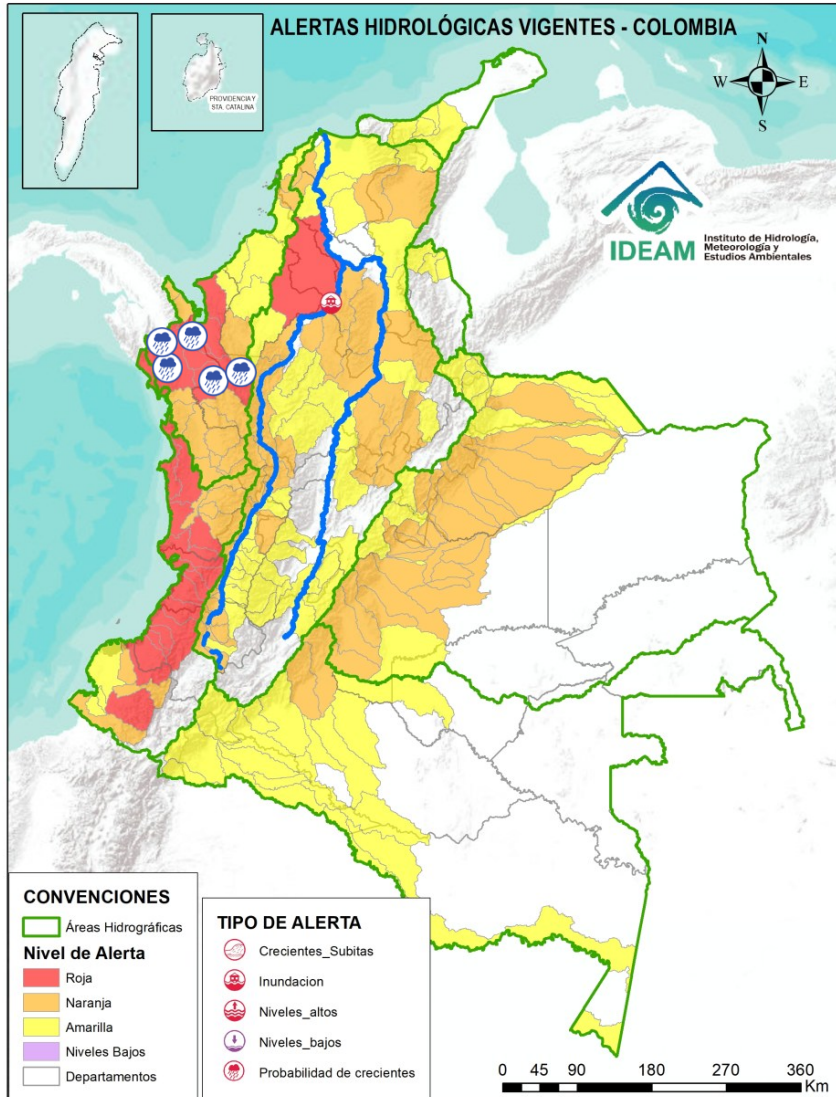 ALERTAS HIDROLÓGICAS VIGENTES - COLOMBIA
PROVIDENCIA Y
STA. CATALINA
N
W
E
S
IDEAM
Instituto de Hidrología,
Meteorología y
Estudios Ambientales
CONVENCIONES
Áreas Hidrográficas
Nivel de Alerta
Roja
Naranja
Amarilla
Niveles Bajos
Departamentos
TIPO DE ALERTA
Crecientes_Subitas
Inundacion
Niveles_altos
Niveles_bajos
Probabilidad de crecientes
0 45 90 180 270 360
Km